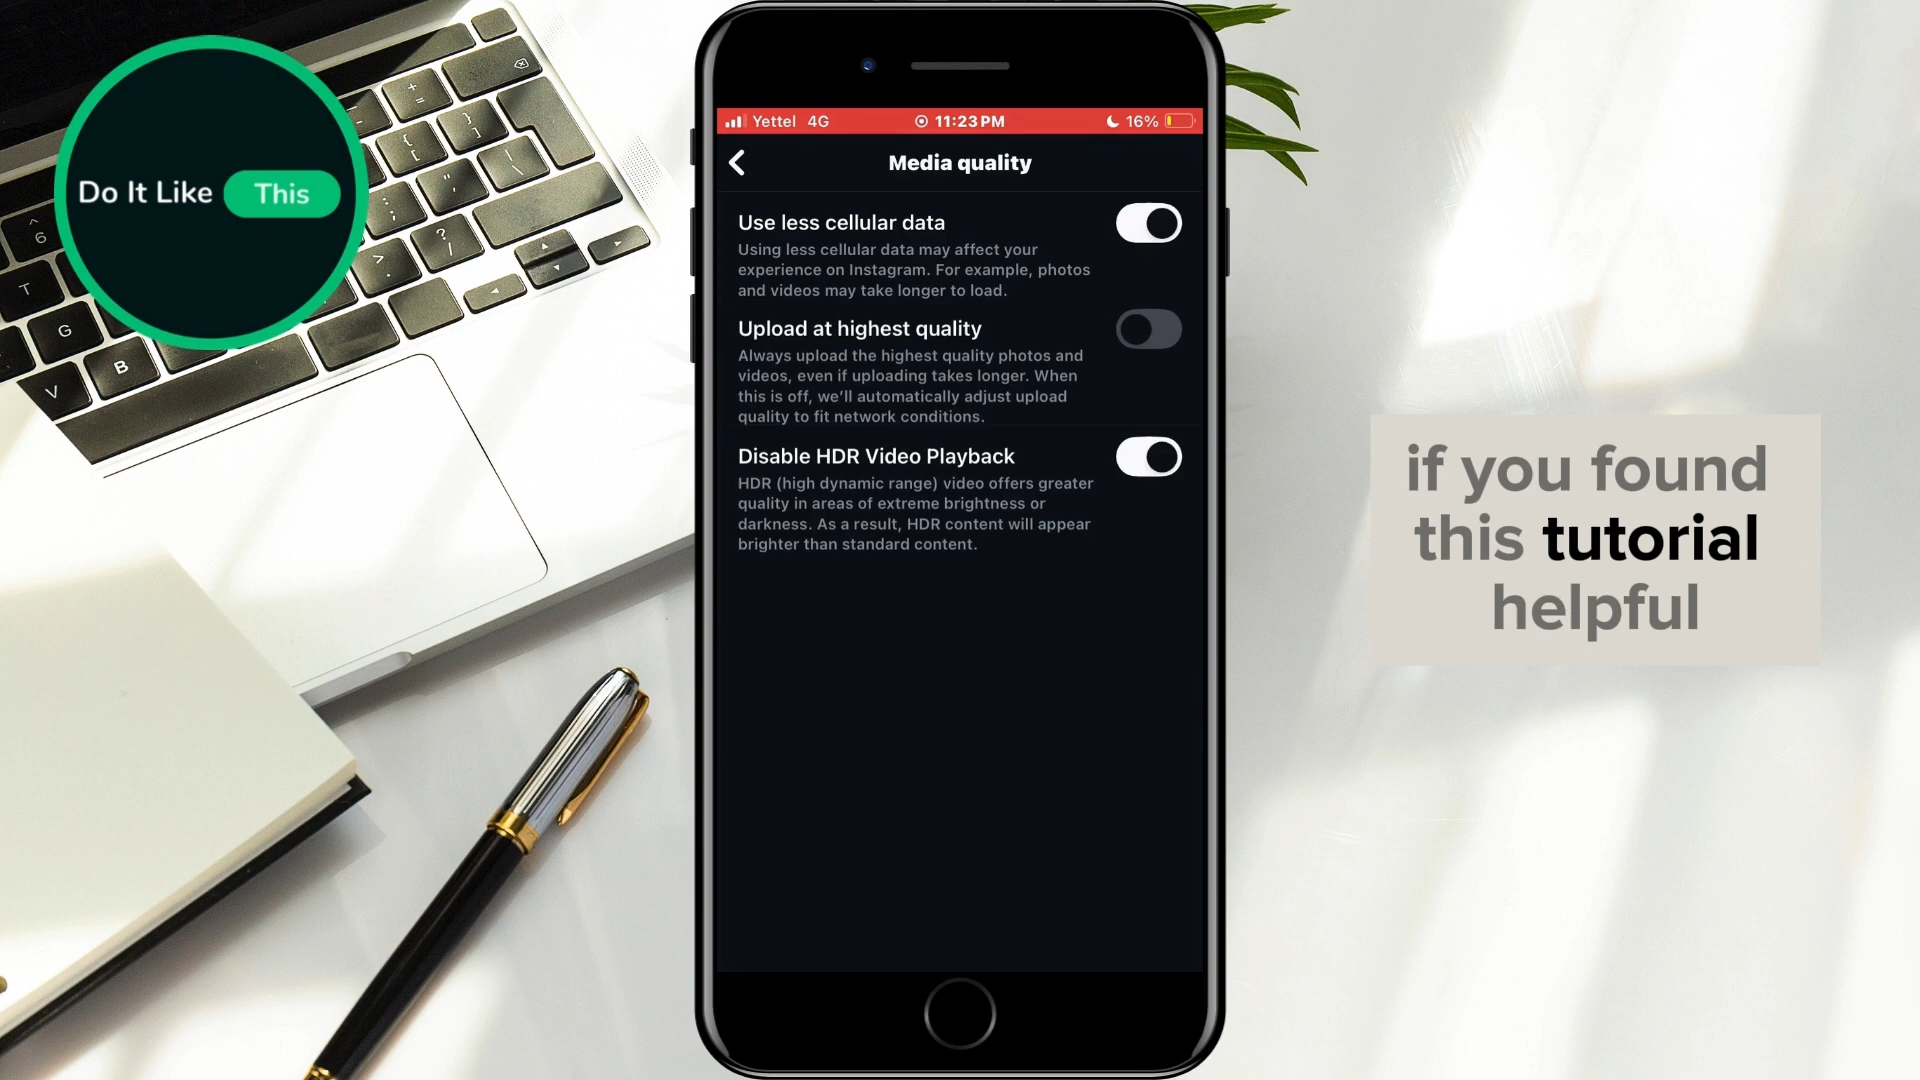 Do It Like This
Yettel 4G 11:23 PM 16%
Media quality
Use less cellular data
Using less cellular data may affect your
experience on Instagram. For example, photos
and videos may take longer to load.
Upload at highest quality
Always upload the highest quality photos and
videos, even if uploading takes longer. When
this is off, we'll automatically adjust upload
quality to fit network conditions.
Disable HDR Video Playback
HDR (high dynamic range) video offers greater
quality in areas of extreme brightness or
darkness. As a result, HDR content will appear
brighter than standard content.
if you found
this tutorial
helpful
6
T
G
V
B